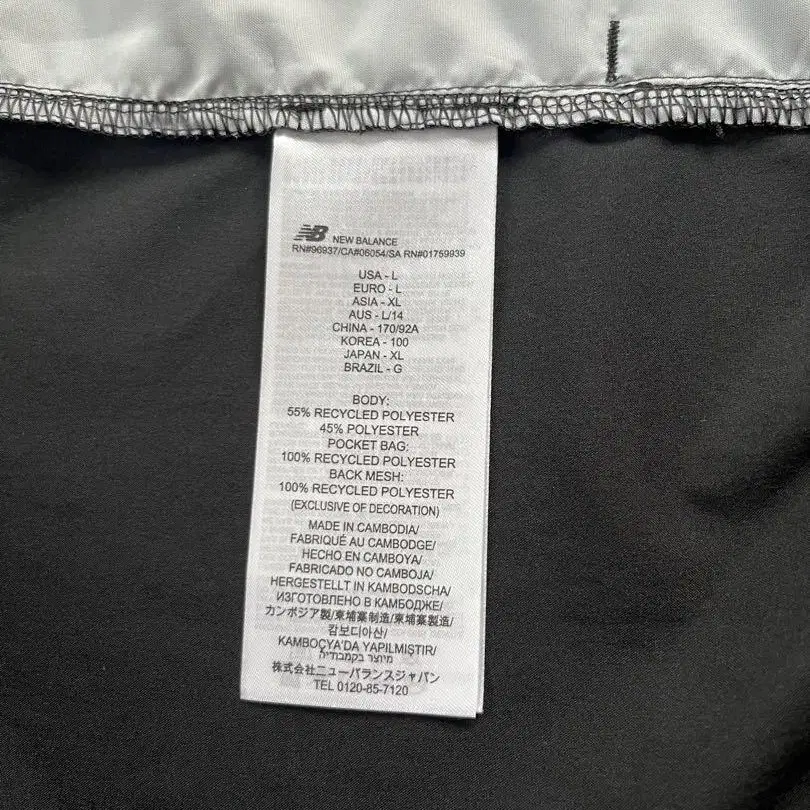 NB NEW BALANCE
RN#96937/CA#06054/SA RN#01759939
USA - L
EURO - L
ASIA - XL
AUS - L/14
CHINA - 170/92A
KOREA - 100
JAPAN - XL
BRAZIL - G
BODY:
55% RECYCLED POLYESTER
45% POLYESTER
POCKET BAG:
100% RECYCLED POLYESTER
BACK MESH:
100% RECYCLED POLYESTER
(EXCLUSIVE OF DECORATION)
MADE IN CAMBODIA/
FABRIQUÉ AU CAMBODGE/
HECHO EN CAMBOYA/
FABRICADO NO CAMBOJA/
HERGESTELLT IN KAMBODSCHA/
ИЗГОТОВЛЕНО В КАМБОДЖЕ/
カンボジア製/柬埔寨制造/柬埔寨製造/
캄보디아산/
KAMBOÇYA'DA YAPILMIŞTIR/
מיוצר בקמבודיה
株式会社ニューバランスジャパン
TEL 0120-85-7120